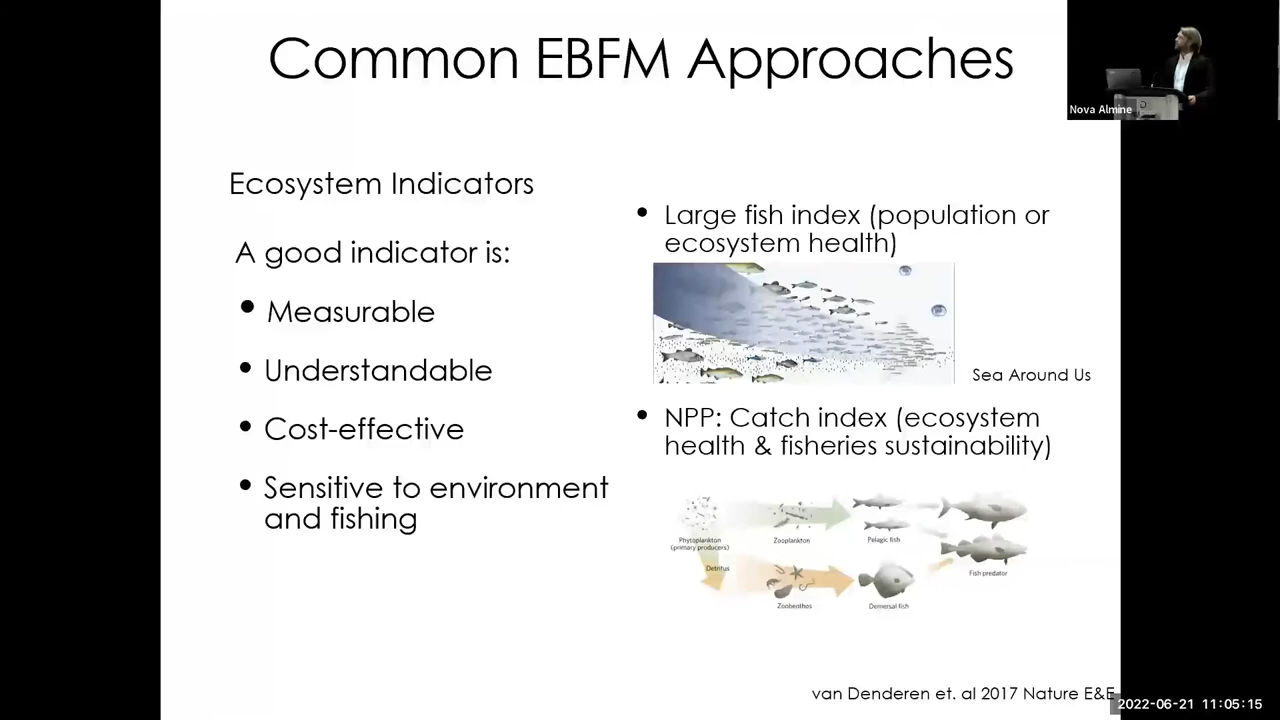 Common EBFM Approaches
Nova Almine
Ecosystem Indicators
A good indicator is:
• Measurable
• Understandable
• Cost-effective
• Sensitive to environment
and fishing
• Large fish index (population or
ecosystem health)
Sea Around Us
• NPP: Catch index (ecosystem
health & fisheries sustainability)
Phytoplankton
(primary producers)
Zooplankton
Pelagic fish
Fish predator
Detritus
Zoobenthos
Demersal fish
van Denderen et. al 2017 Nature E&E
2022-06-21 11:05:15